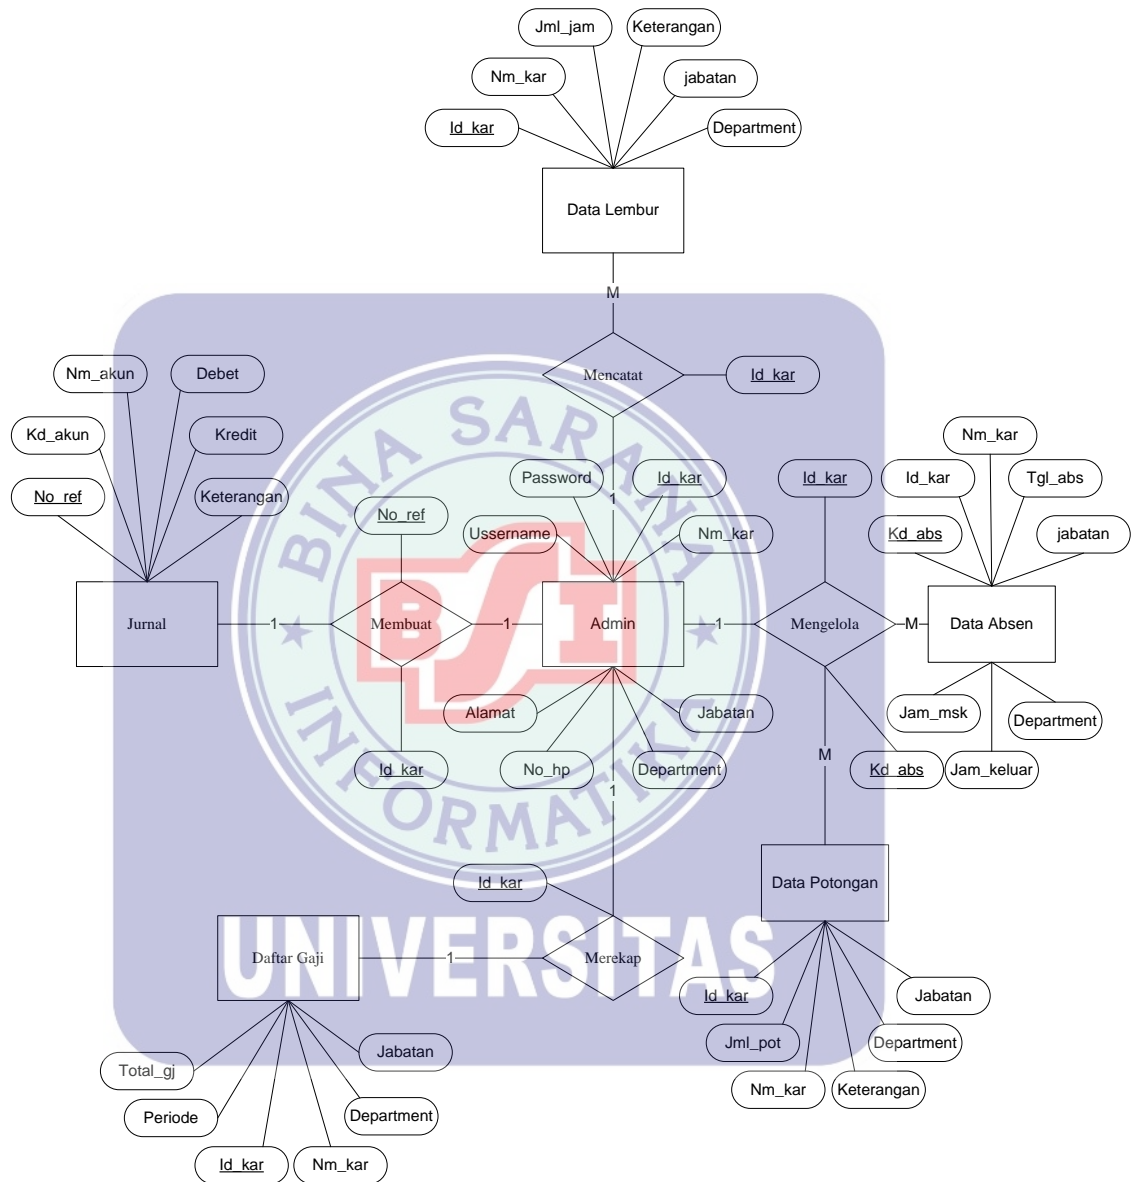 Jml_jam
Keterangan
Nm_kar
jabatan
Id_kar
Department
Data Lembur
M
Mencatat
Id_kar
1
Nm_akun
Debet
Kd_akun
Kredit
No_ref
Keterangan
Jurnal
1
No_ref
Membuat
Id_kar
1
Password
Id_kar
Ussername
Nm_kar
Admin
Alamat
Jabatan
No_hp
Department
1
Id_kar
Mengelola
Kd_abs
M
Nm_kar
Id_kar
Tgl_abs
Kd_abs
jabatan
Data Absen
Jam_msk
Department
Jam_keluar
M
Data Potongan
Id_kar
Jabatan
Jml_pot
Department
Nm_kar
Keterangan
1
Id_kar
Merekap
1
Daftar Gaji
Jabatan
Total_gj
Periode
Department
Id_kar
Nm_kar
BINA SARANA
INFORMATIKA
BSI
UNIVERSITAS